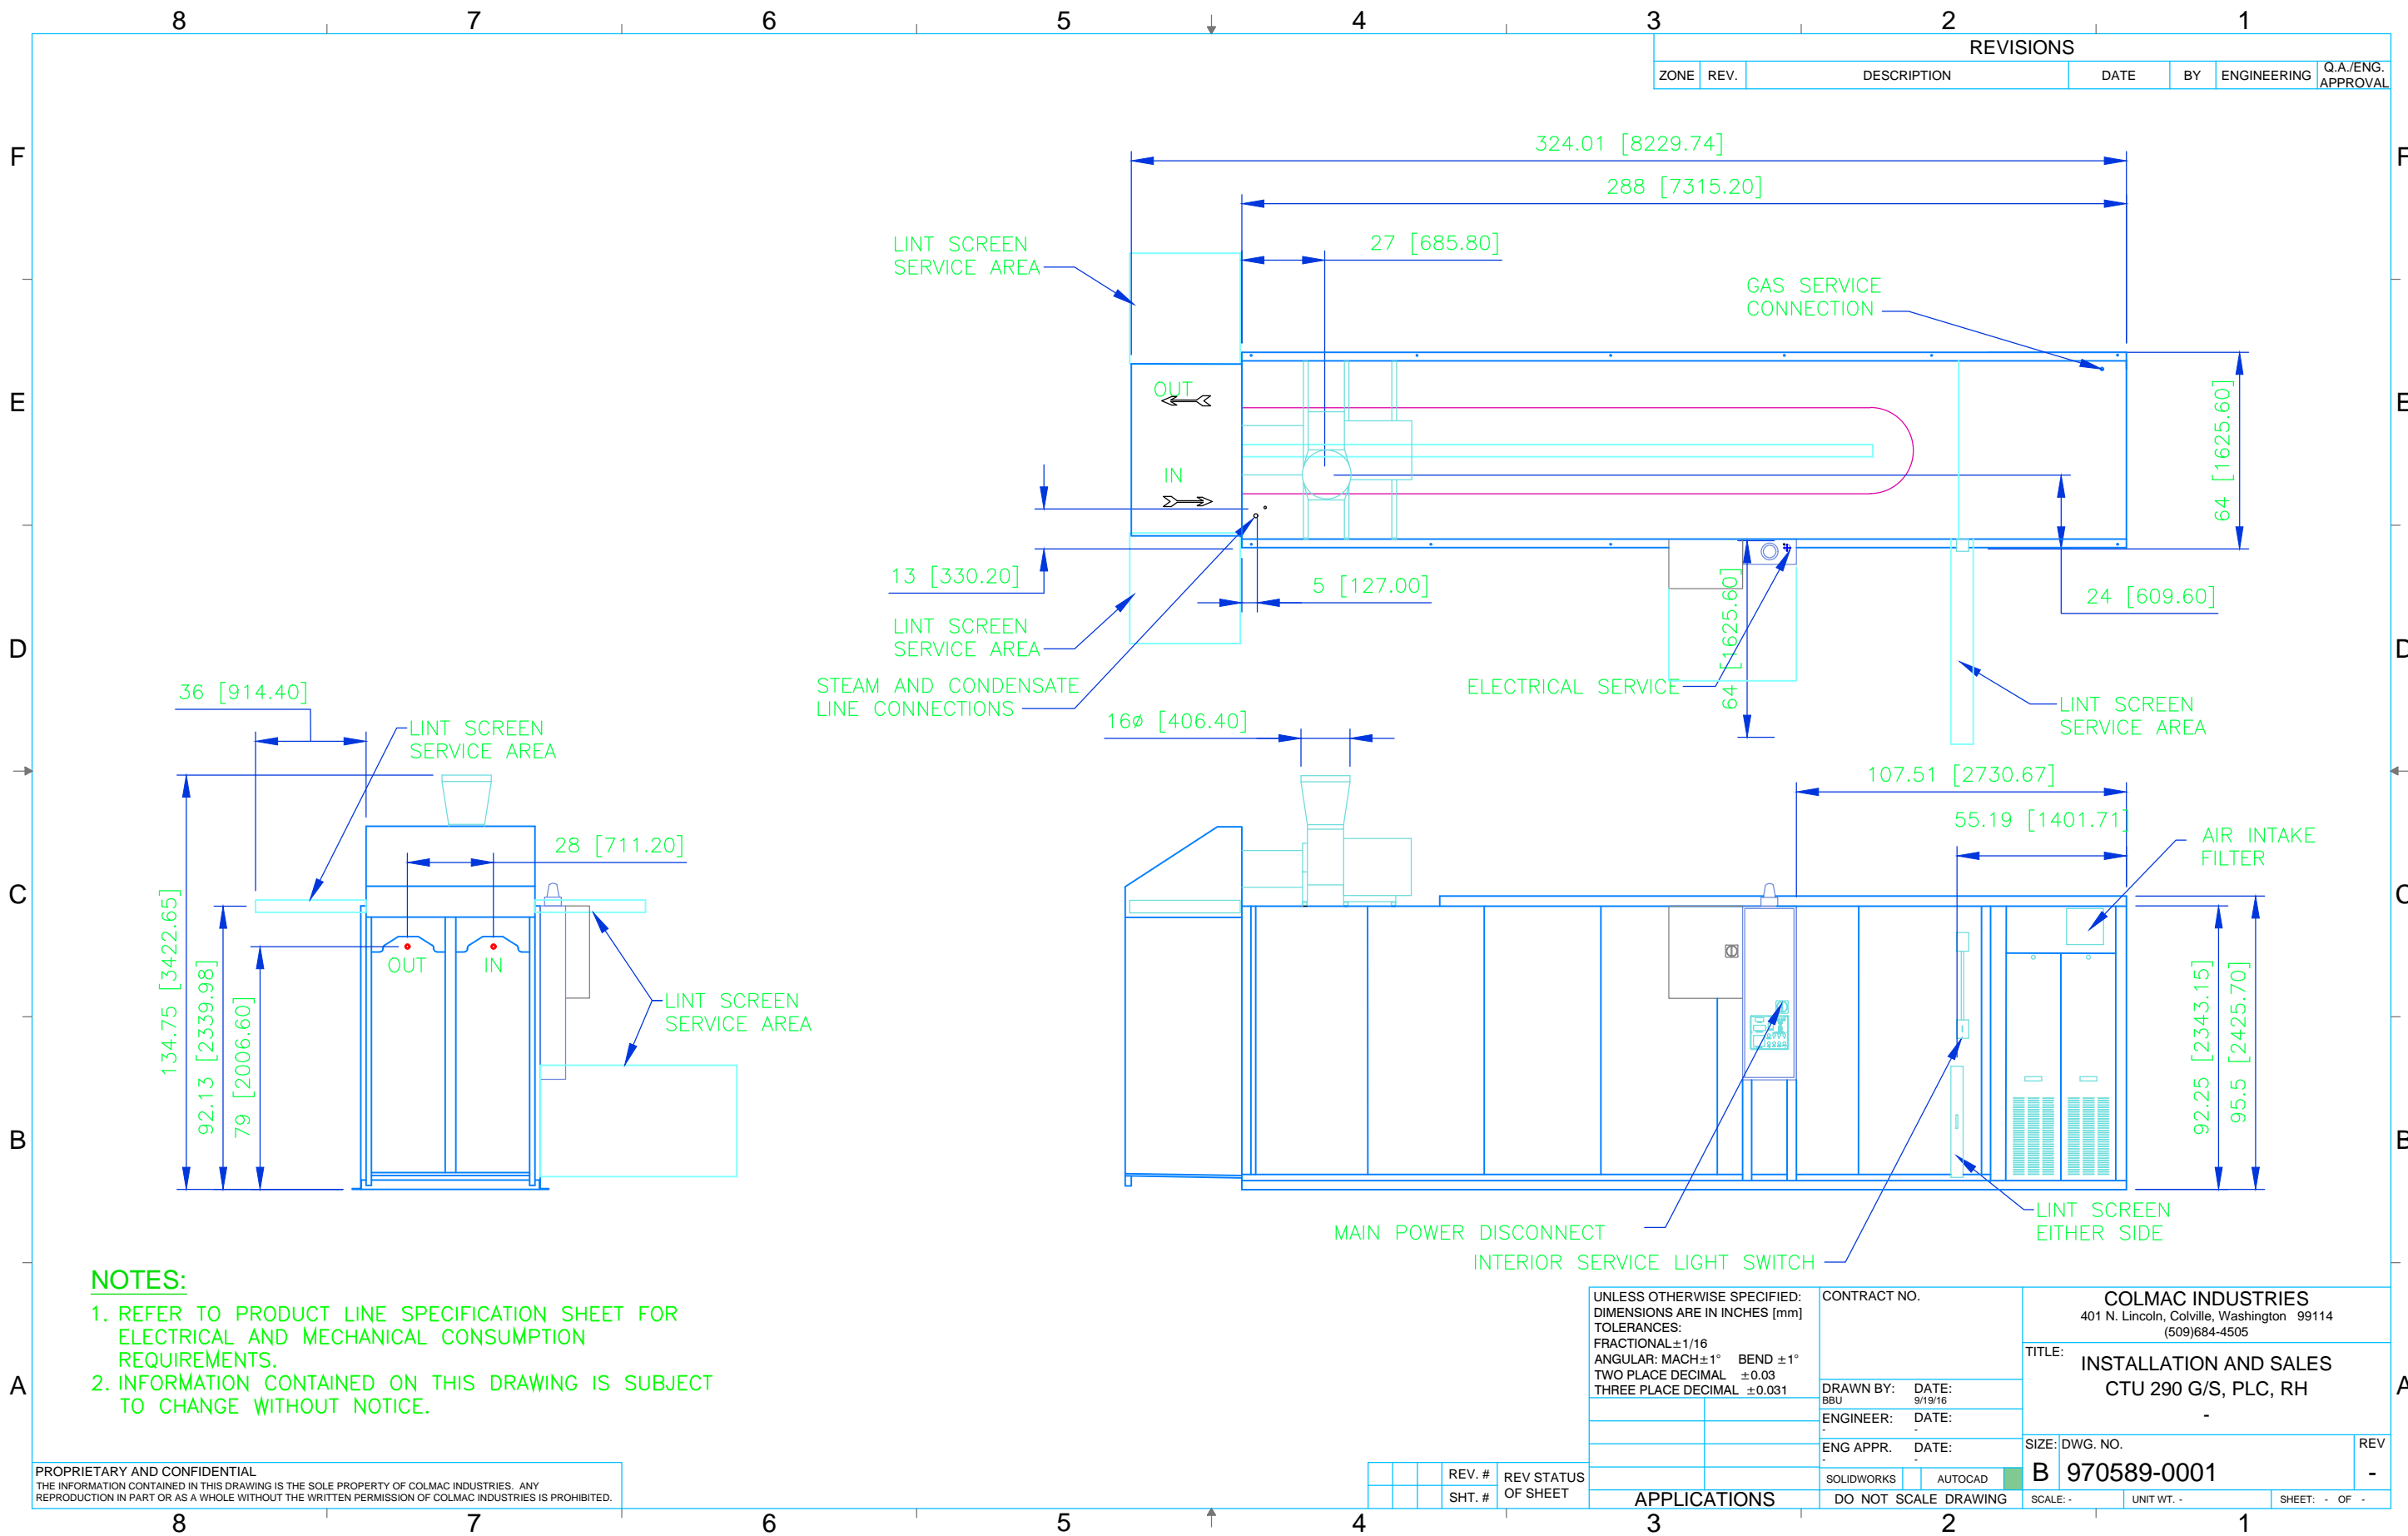 8 7 6 5 4 3 2 1
REVISIONS
ZONE REV. DESCRIPTION DATE BY ENGINEERING Q.A./ENG. APPROVAL
F
F
324.01 [8229.74]
288 [7315.20]
27 [685.80]
LINT SCREEN
SERVICE AREA
GAS SERVICE
CONNECTION
E
E
OUT
IN
64 [1625.60]
13 [330.20]
5 [127.00]
64 [1625.60]
24 [609.60]
LINT SCREEN
SERVICE AREA
D
D
STEAM AND CONDENSATE
LINE CONNECTIONS
ELECTRICAL SERVICE
LINT SCREEN
SERVICE AREA
36 [914.40]
LINT SCREEN
SERVICE AREA
16ø [406.40]
107.51 [2730.67]
55.19 [1401.71]
AIR INTAKE
FILTER
28 [711.20]
C
C
134.75 [3422.65]
92.13 [2339.98]
79 [2006.60]
OUT
IN
LINT SCREEN
SERVICE AREA
92.25 [2343.15]
95.5 [2425.70]
B
B
LINT SCREEN
EITHER SIDE
MAIN POWER DISCONNECT
INTERIOR SERVICE LIGHT SWITCH
NOTES:
1. REFER TO PRODUCT LINE SPECIFICATION SHEET FOR
ELECTRICAL AND MECHANICAL CONSUMPTION
REQUIREMENTS.
2. INFORMATION CONTAINED ON THIS DRAWING IS SUBJECT
TO CHANGE WITHOUT NOTICE.
A
A
UNLESS OTHERWISE SPECIFIED:
DIMENSIONS ARE IN INCHES [mm]
TOLERANCES:
FRACTIONAL±1/16
ANGULAR: MACH±1° BEND ±1°
TWO PLACE DECIMAL ±0.03
THREE PLACE DECIMAL ±0.031
CONTRACT NO.
COLMAC INDUSTRIES
401 N. Lincoln, Colville, Washington 99114
(509)684-4505
TITLE:
INSTALLATION AND SALES
CTU 290 G/S, PLC, RH
-
DRAWN BY: DATE:
BBU 9/19/16
ENGINEER: DATE:
- -
ENG APPR. DATE:
- -
SOLIDWORKS AUTOCAD
SIZE: DWG. NO. REV
B 970589-0001 -
REV. #
SHT. #
REV STATUS
OF SHEET
APPLICATIONS
DO NOT SCALE DRAWING
SCALE: - UNIT WT. - SHEET: - OF -
PROPRIETARY AND CONFIDENTIAL
THE INFORMATION CONTAINED IN THIS DRAWING IS THE SOLE PROPERTY OF COLMAC INDUSTRIES. ANY
REPRODUCTION IN PART OR AS A WHOLE WITHOUT THE WRITTEN PERMISSION OF COLMAC INDUSTRIES IS PROHIBITED.
8 7 6 5 4 3 2 1